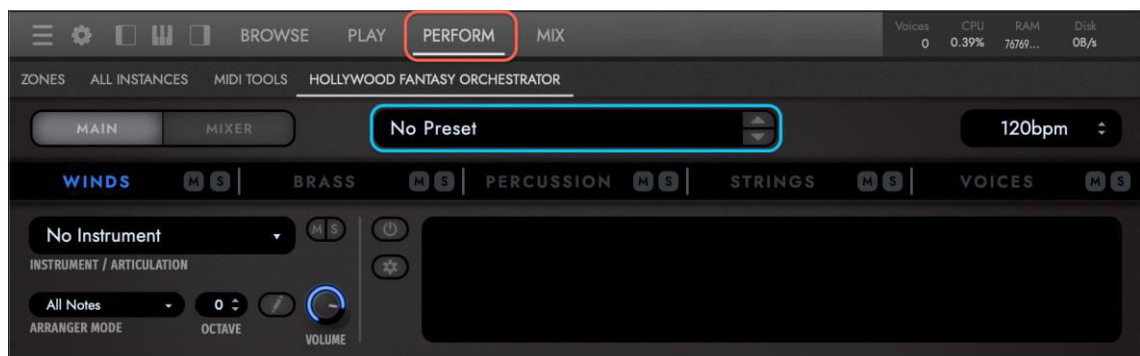 BROWSE PLAY PERFORM MIX Voices CPU RAM Disk
0 0.39% 76769... 0B/s
ZONES ALL INSTANCES MIDI TOOLS HOLLYWOOD FANTASY ORCHESTRATOR
MAIN MIXER No Preset 120bpm
WINDS M S BRASS M S PERCUSSION M S STRINGS M S VOICES M S
No Instrument M S
INSTRUMENT / ARTICULATION
All Notes 0
ARRANGER MODE OCTAVE VOLUME